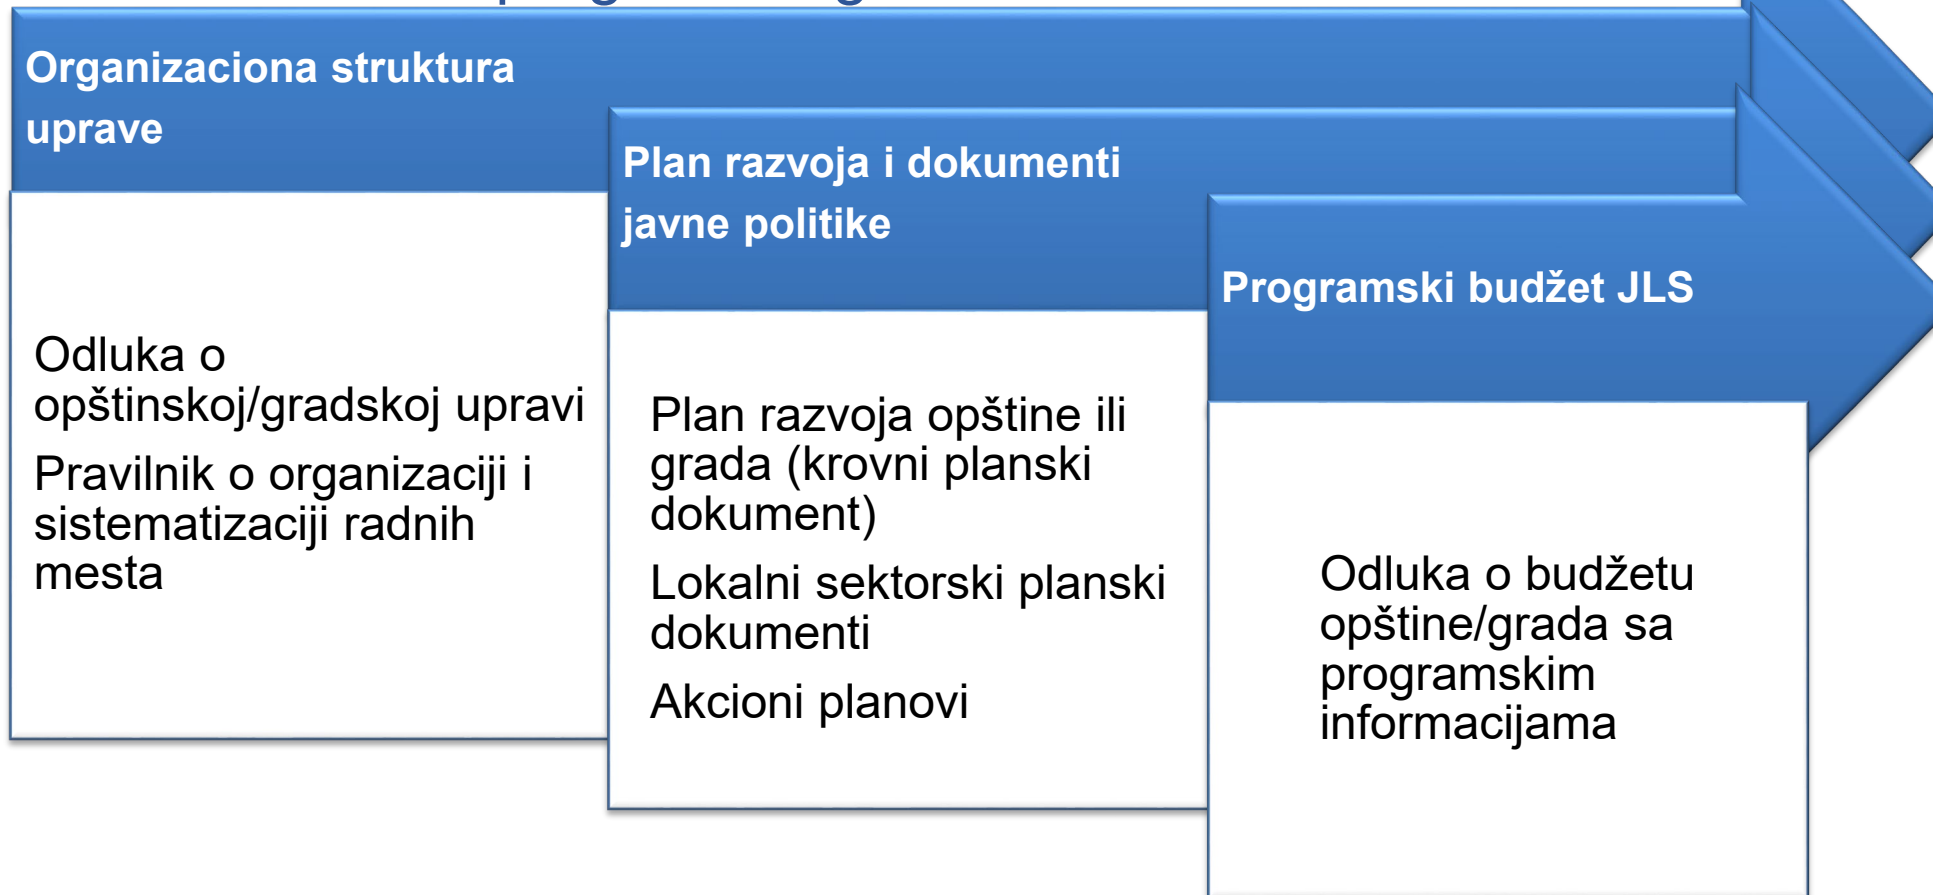 Organizaciona struktura
uprave
Odluka o
opštinskoj/gradskoj upravi
Pravilnik o organizaciji i
sistematizaciji radnih
mesta
Plan razvoja i dokumenti
javne politike
Plan razvoja opštine ili
grada (krovni planski
dokument)
Lokalni sektorski planski
dokumenti
Akcioni planovi
Programski budžet JLS
Odluka o budžetu
opštine/grada sa
programskim
informacijama